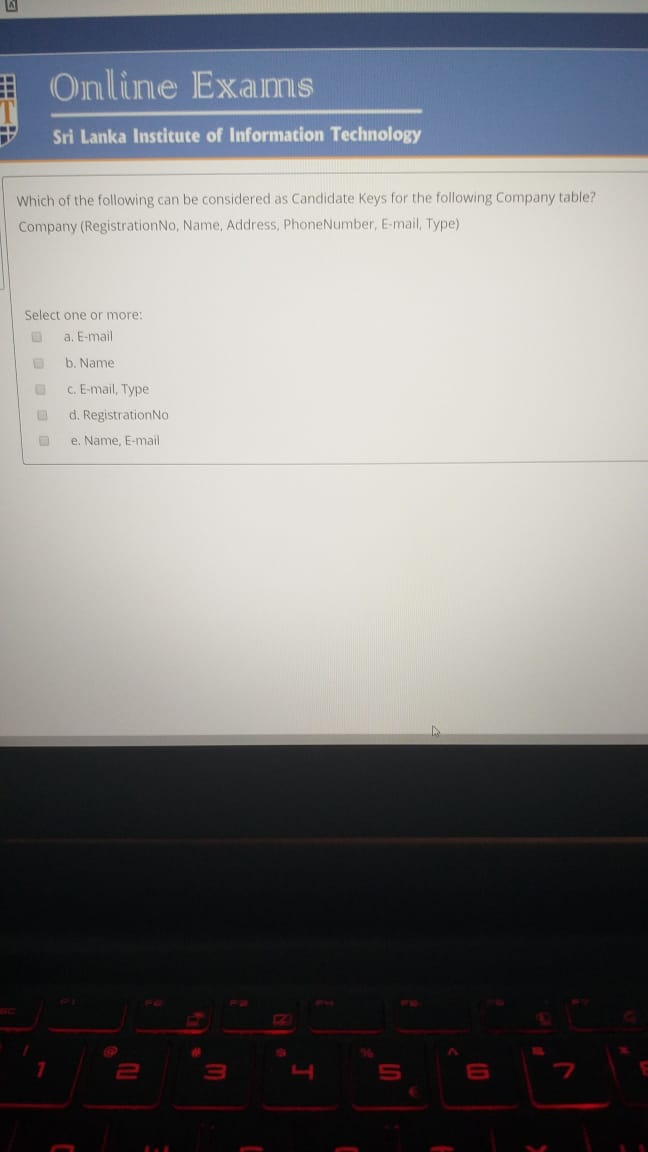 Online Exams
Sri Lanka Institute of Information Technology
T
Which of the following can be considered as Candidate Keys for the following Company table?
Company (RegistrationNo, Name, Address, PhoneNumber, E-mail, Type)
Select one or more:
a. E-mail
b. Name
c. E-mail, Type
d. RegistrationNo
e. Name, E-mail
@ # $ % ^
1 2 3 4 5 € 6 7